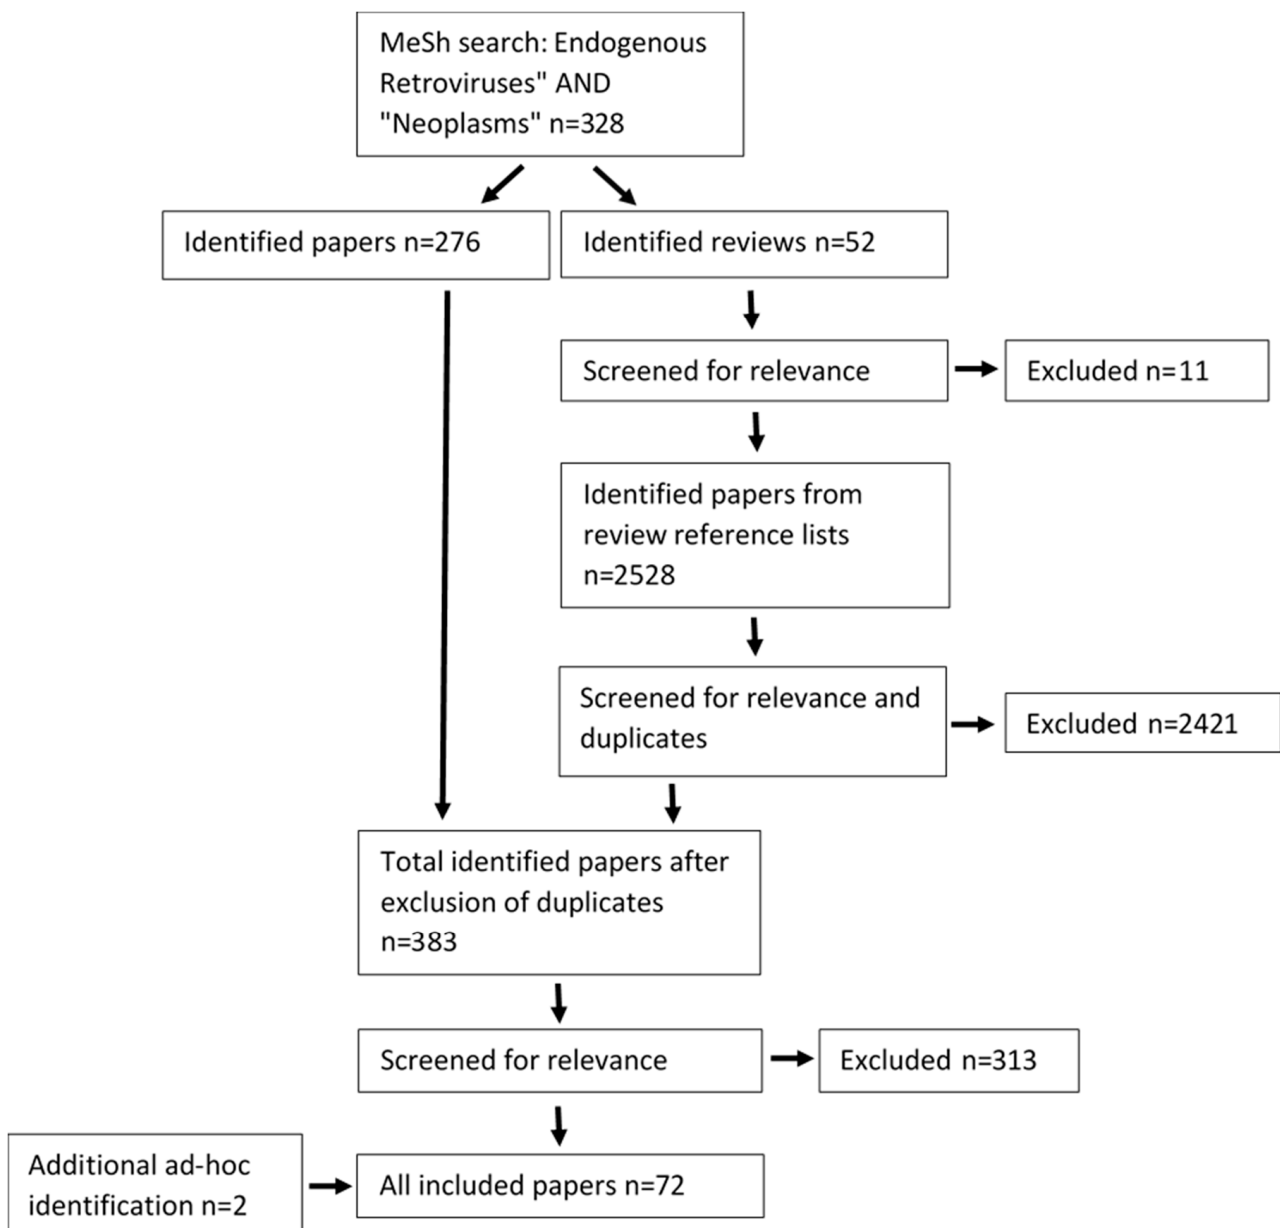 MeSh search: Endogenous
Retroviruses" AND
"Neoplasms" n=328
Identified papers n=276
Identified reviews n=52
Screened for relevance
Excluded n=11
Identified papers from
review reference lists
n=2528
Screened for relevance and
duplicates
Excluded n=2421
Total identified papers after
exclusion of duplicates
n=383
Screened for relevance
Excluded n=313
Additional ad-hoc
identification n=2
All included papers n=72